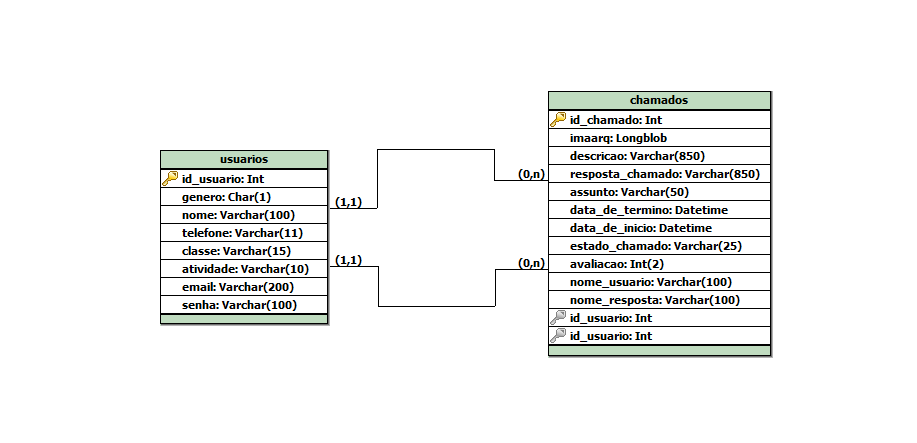 usuarios
id_usuario: Int
genero: Char(1)
nome: Varchar(100)
telefone: Varchar(11)
classe: Varchar(15)
atividade: Varchar(10)
email: Varchar(200)
senha: Varchar(100)
(1,1)
(1,1)
(0,n)
(0,n)
chamados
id_chamado: Int
imaarq: Longblob
descricao: Varchar(850)
resposta_chamado: Varchar(850)
assunto: Varchar(50)
data_de_termino: Datetime
data_de_inicio: Datetime
estado_chamado: Varchar(25)
avaliacao: Int(2)
nome_usuario: Varchar(100)
nome_resposta: Varchar(100)
id_usuario: Int
id_usuario: Int